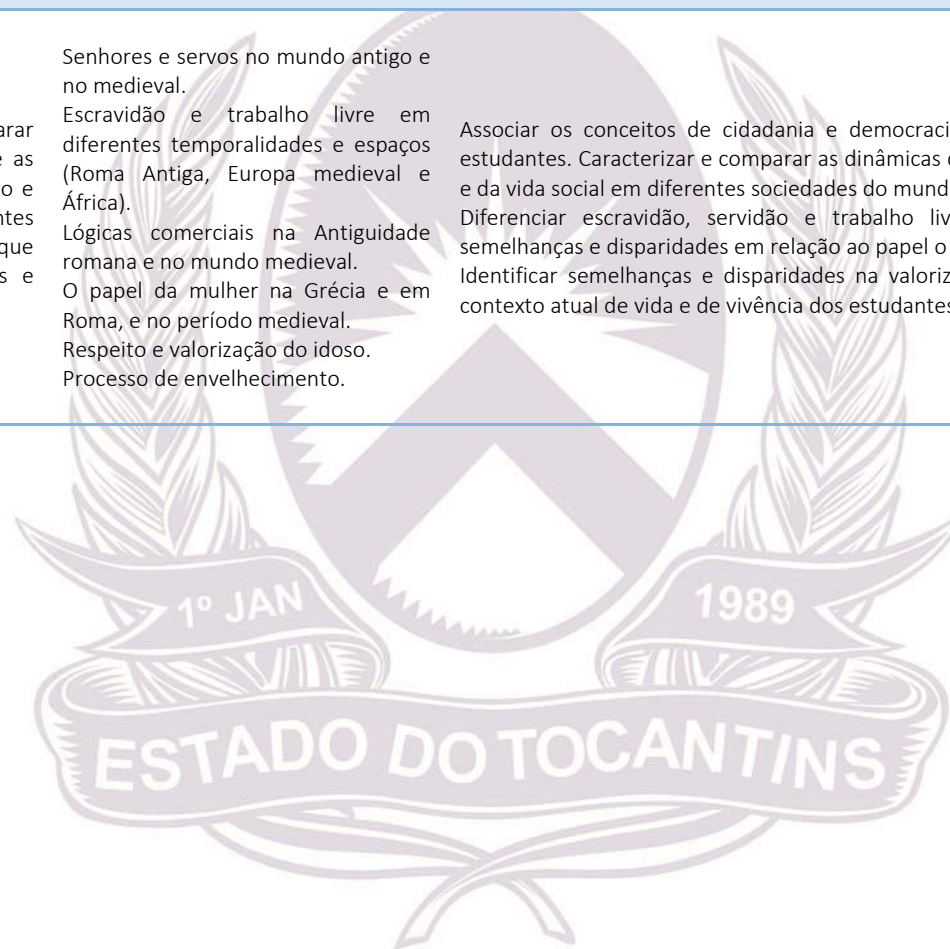 arar
e as
o e
ntes
que
s e
Senhores e servos no mundo antigo e
no medieval.
Escravidão e trabalho livre em
diferentes temporalidades e espaços
(Roma Antiga, Europa medieval e
África).
Lógicas comerciais na Antiguidade
romana e no mundo medieval.
O papel da mulher na Grécia e em
Roma, e no período medieval.
Respeito e valorização do idoso.
Processo de envelhecimento.
Associar os conceitos de cidadania e democraci
estudantes. Caracterizar e comparar as dinâmicas
e da vida social em diferentes sociedades do mund
Diferenciar escravidão, servidão e trabalho liv
semelhanças e disparidades em relação ao papel o
Identificar semelhanças e disparidades na valoriz
contexto atual de vida e de vivência dos estudantes
1º JAN
1989
ESTADO DO TOCANTINS